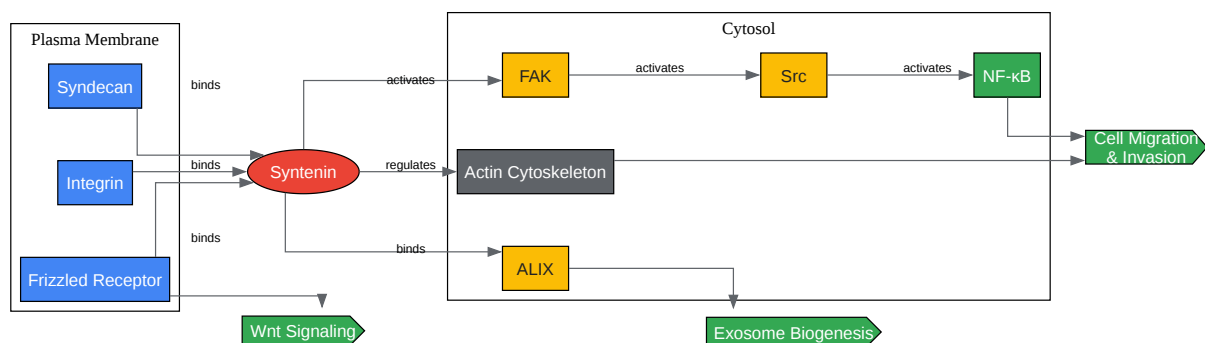 Plasma Membrane
Cytosol
Syndecan
binds
activates
FAK
activates
Src
activates
NF-κB
Cell Migration
& Invasion
Integrin
binds
Syntenin
regulates
Actin Cytoskeleton
binds
Frizzled Receptor
binds
ALIX
Wnt Signaling
Exosome Biogenesis